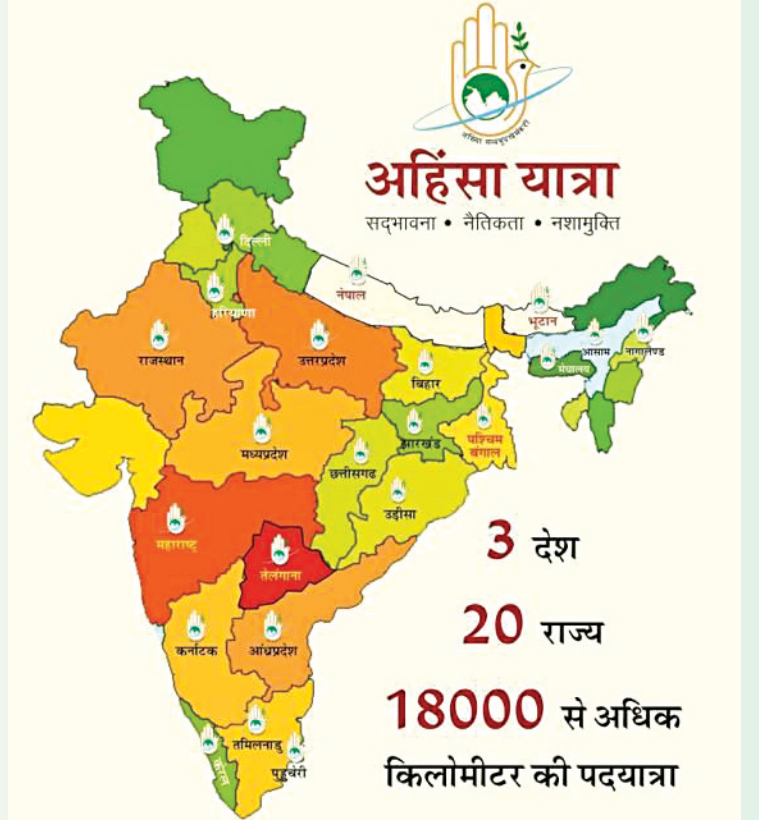 अहिंसा यात्रा
सद्भावना • नैतिकता • नशामुक्ति
दिल्ली
हरियाणा
नेपाल
भूटान
राजस्थान
उत्तरप्रदेश
बिहार
आसाम
नागालैण्ड
मेघालय
मध्यप्रदेश
झारखंड
पश्चिम
बंगाल
छत्तीसगढ
उड़ीसा
महाराष्ट्
तेलंगाना
3 देश
20 राज्य
कर्नाटक
आंध्रप्रदेश
18000 से अधिक
किलोमीटर की पदयात्रा
तमिलनाडु
पुडुचेरी
केरल